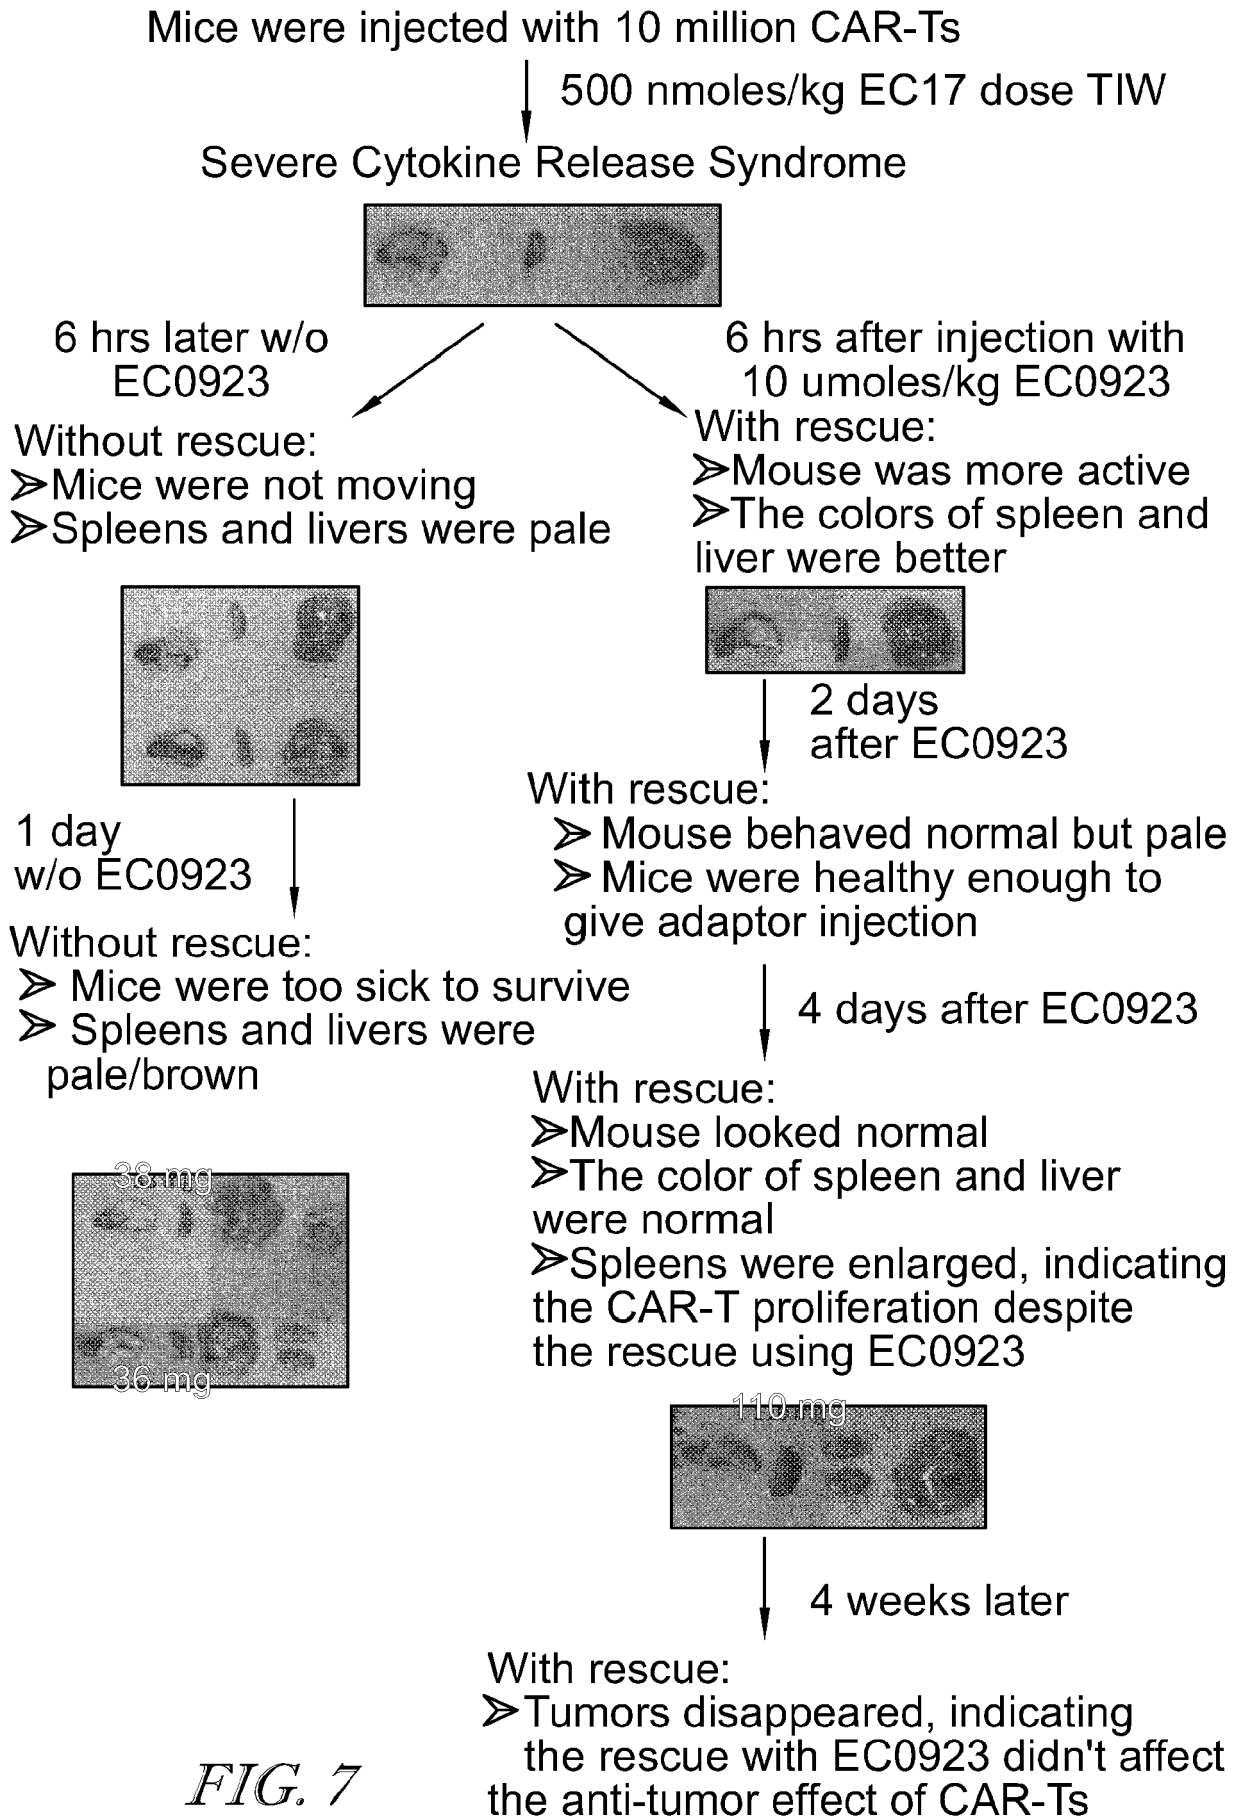 Mice were injected with 10 million CAR-Ts
500 nmoles/kg EC17 dose TIW
Severe Cytokine Release Syndrome
6 hrs later w/o
EC0923
Without rescue:
➢Mice were not moving
➢Spleens and livers were pale
1 day
w/o EC0923
Without rescue:
➢ Mice were too sick to survive
➢ Spleens and livers were
pale/brown
38 mg
36 mg
6 hrs after injection with
10 umoles/kg EC0923
With rescue:
➢Mouse was more active
➢The colors of spleen and
liver were better
2 days
after EC0923
With rescue:
➢ Mouse behaved normal but pale
➢ Mice were healthy enough to
give adaptor injection
4 days after EC0923
With rescue:
➢Mouse looked normal
➢The color of spleen and liver
were normal
➢Spleens were enlarged, indicating
the CAR-T proliferation despite
the rescue using EC0923
110 mg
4 weeks later
With rescue:
➢Tumors disappeared, indicating
the rescue with EC0923 didn't affect
the anti-tumor effect of CAR-Ts
FIG. 7